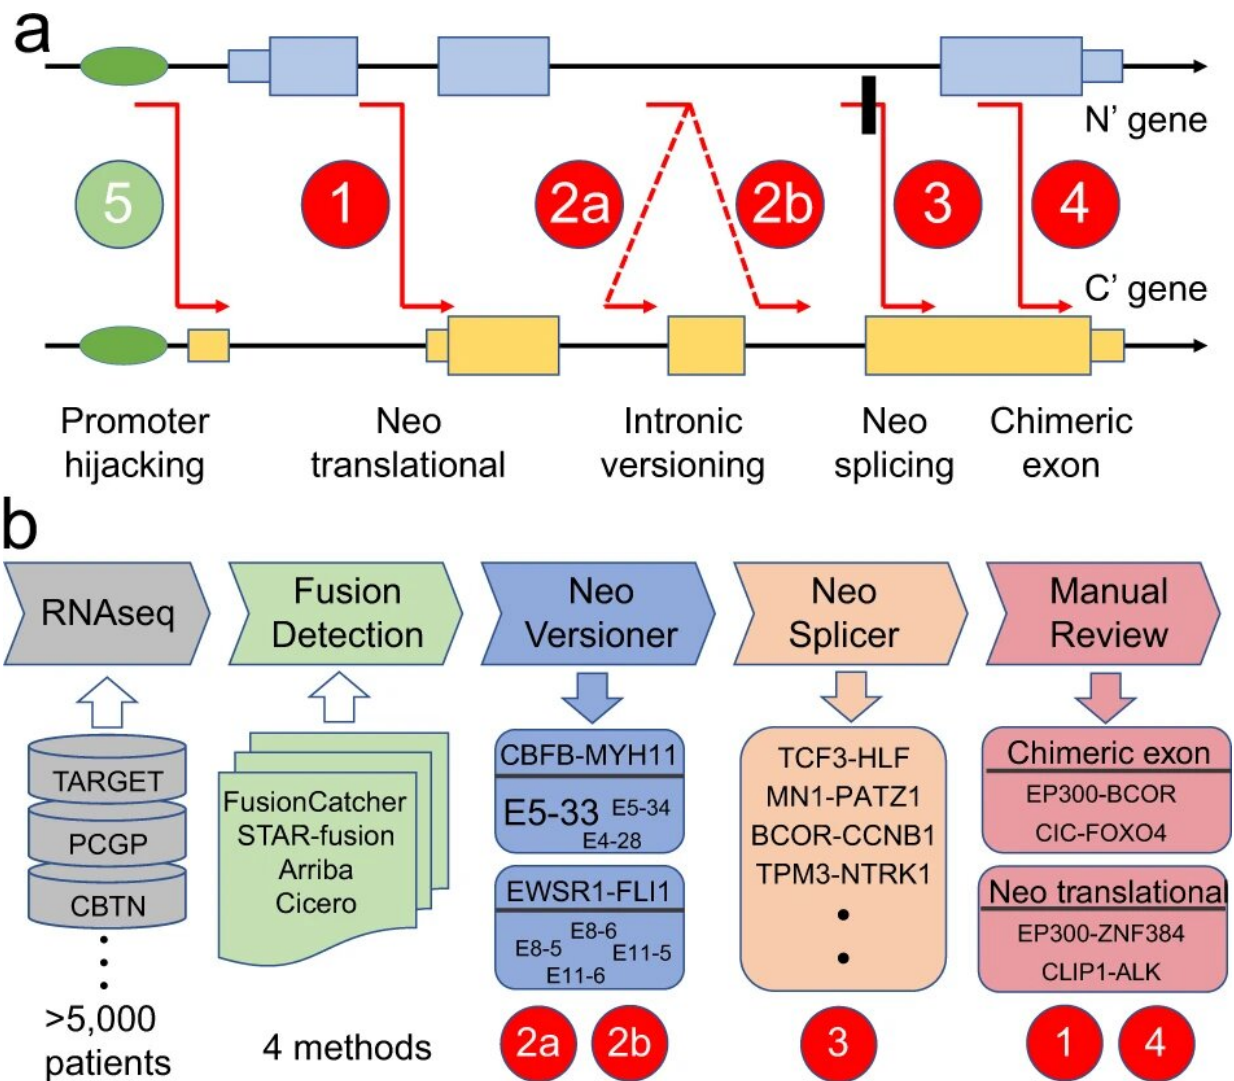 a
N' gene
5
1
2a
2b
3
4
C' gene
Promoter
hijacking
Neo
translational
Intronic
versioning
Neo
splicing
Chimeric
exon
b
RNAseq
Fusion
Detection
Neo
Versioner
Neo
Splicer
Manual
Review
TARGET
PCGP
CBTN
>5,000
patients
FusionCatcher
STAR-fusion
Arriba
Cicero
4 methods
CBFB-MYH11
E5-33 E5-34
E4-28
EWSR1-FLI1
E8-6
E8-5 E11-5
E11-6
2a 2b
TCF3-HLF
MN1-PATZ1
BCOR-CCNB1
TPM3-NTRK1
3
Chimeric exon
EP300-BCOR
CIC-FOXO4
Neo translational
EP300-ZNF384
CLIP1-ALK
1 4